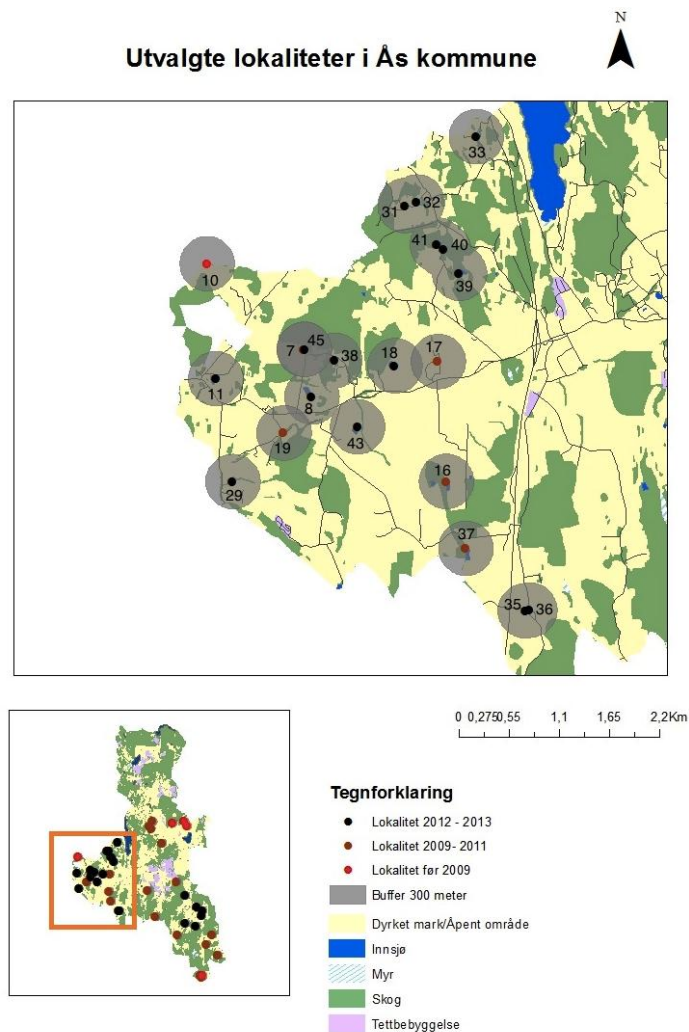 N
Utvalgte lokaliteter i Ås kommune
33
31 32
41 40
39
10
7 45 38 18 17
11
8
19 43
29 16
37
35 36
0 0,275 0,55 1,1 1,65 2,2 Km
Tegnforklaring
Lokalitet 2012 - 2013
Lokalitet 2009- 2011
Lokalitet før 2009
Buffer 300 meter
Dyrket mark/Åpent område
Innsjø
Myr
Skog
Tettbebyggelse